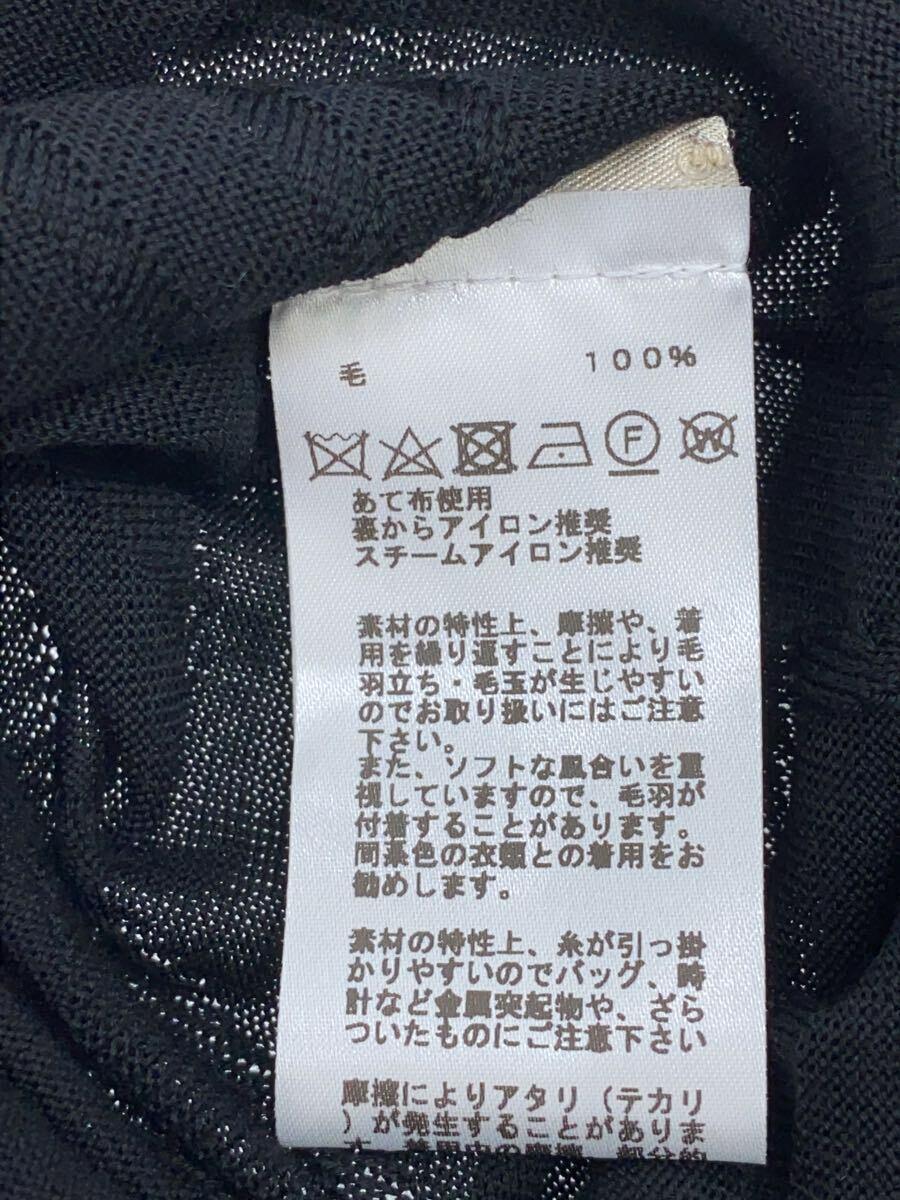 毛 100%
F W
あて布使用
裏からアイロン推奨
スチームアイロン推奨
素材の特性上、摩擦や、着
用を繰り返すことにより毛
羽立ち・毛玉が生じやすい
のでお取り扱いにはご注意
下さい。
また、ソフトな風合いを重
視していますので、毛羽が
付着することがあります。
同系色の衣類との着用をお
勧めします。
素材の特性上、糸が引っ掛
かりやすいのでバッグ、時
計など金属突起物や、ざら
ついたものにご注意下さい
摩擦によりアタリ（テカリ
）が発生することがありま